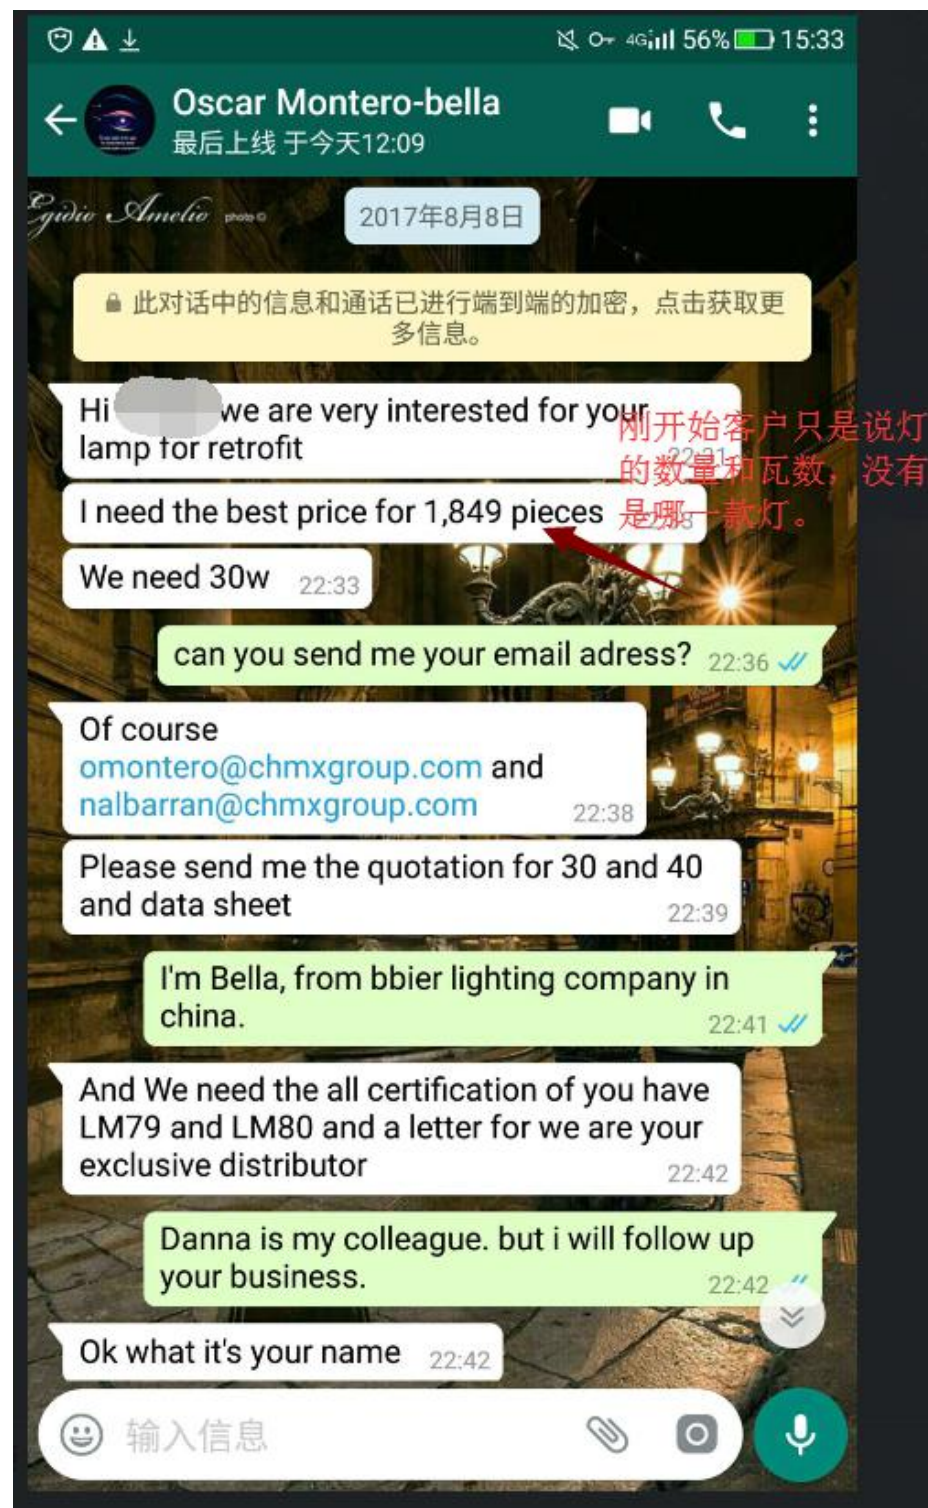 4G 56% 15:33
Oscar Montero-bella
最后上线 于今天12:09
Egidio Amelio photo ©
2017年8月8日
此对话中的信息和通话已进行端到端的加密，点击获取更
多信息。
Hi we are very interested for your
lamp for retrofit
刚开始客户只是说灯
的数量和瓦数，没有
是哪一款灯。
I need the best price for 1,849 pieces
We need 30w 22:33
can you send me your email adress? 22:36
Of course
omontero@chmxgroup.com and
nalbarran@chmxgroup.com 22:38
Please send me the quotation for 30 and 40
and data sheet 22:39
I'm Bella, from bbier lighting company in
china. 22:41
And We need the all certification of you have
LM79 and LM80 and a letter for we are your
exclusive distributor 22:42
Danna is my colleague. but i will follow up
your business. 22:42
Ok what it's your name 22:42
输入信息